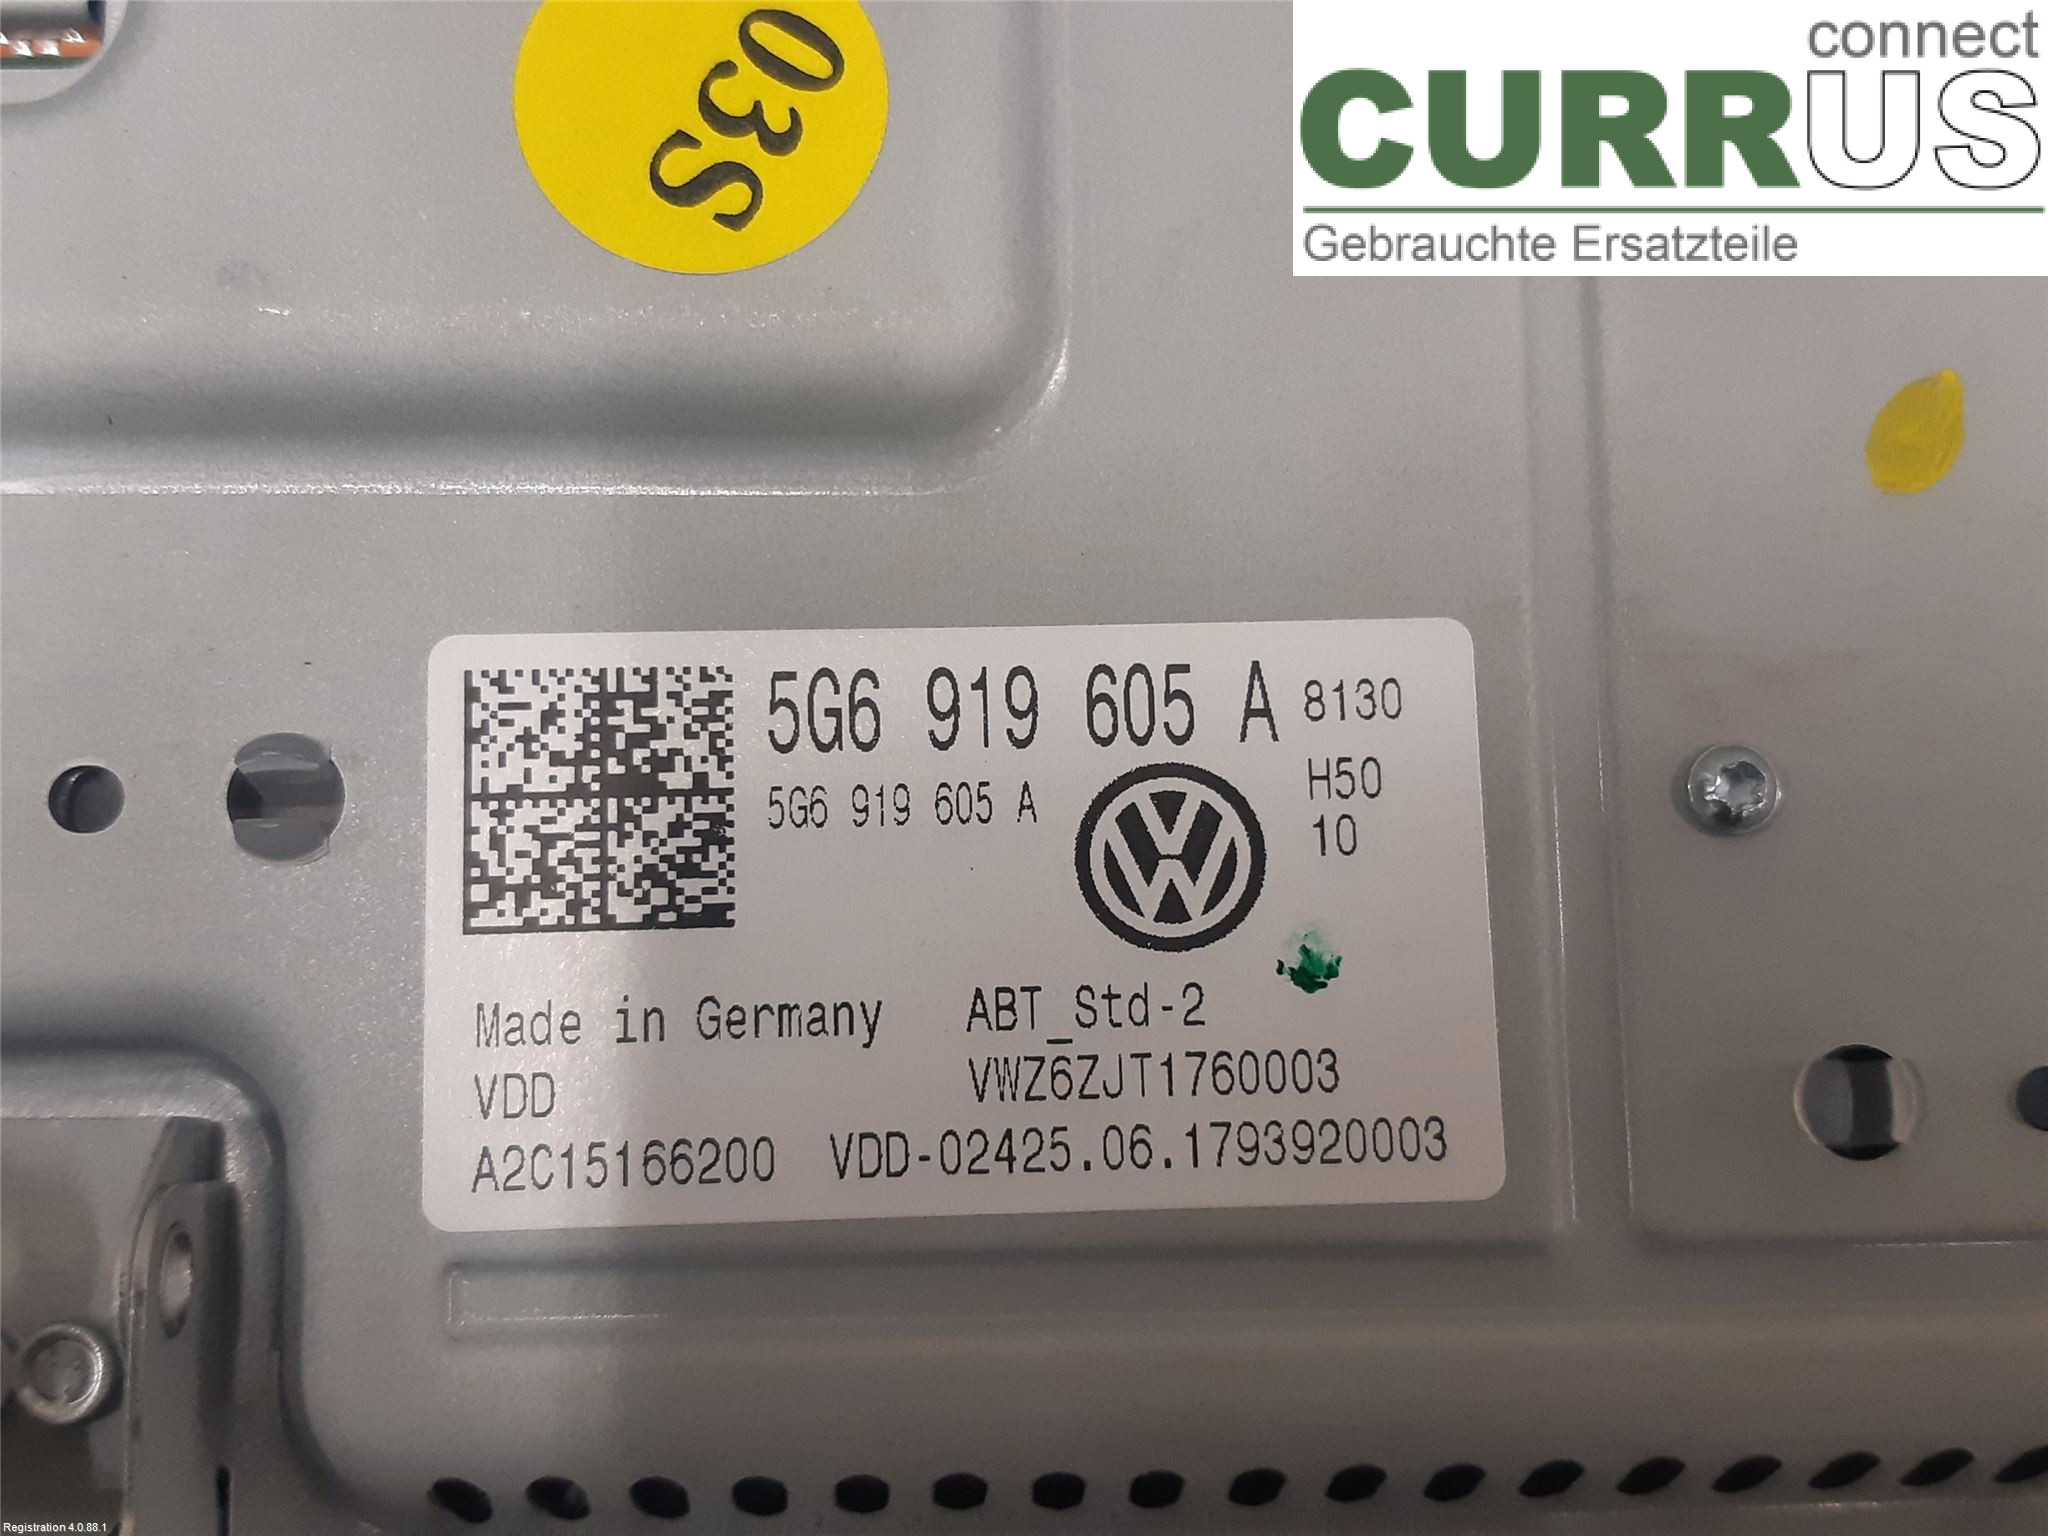 03S
connect
CURRUS
Gebrauchte Ersatzteile
5G6 919 605 A 8130
5G6 919 605 A H50
10
Made in Germany ABT_Std-2
VDD VWZ6ZJT1760003
A2C15166200 VDD-02425.06.1793920003
Registration 4.0.88.1